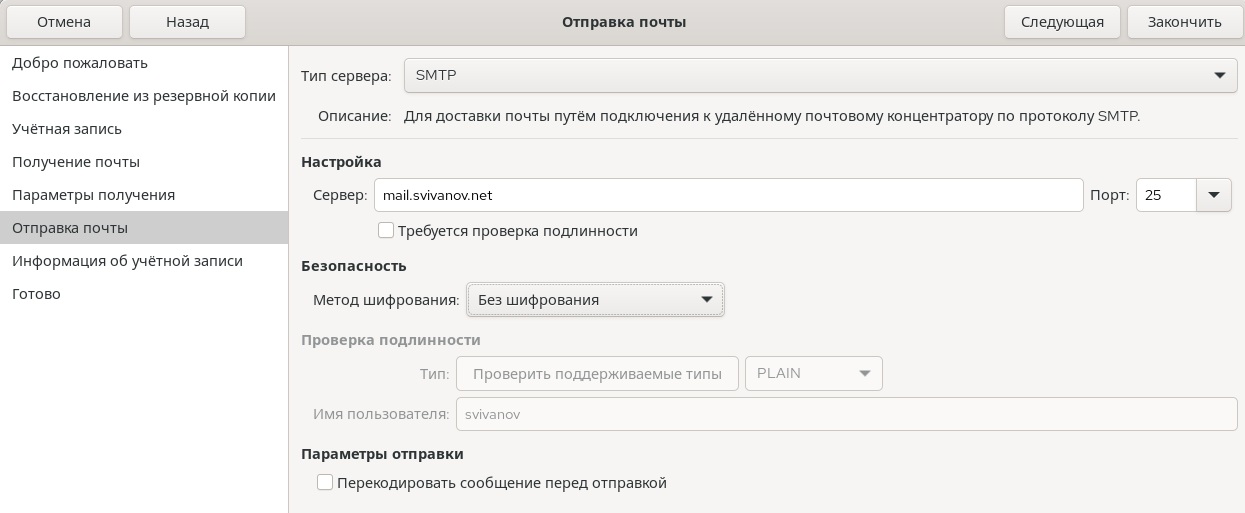 Отмена Назад Отправка почты Следующая Закончить
Добро пожаловать
Восстановление из резервной копии
Учётная запись
Получение почты
Параметры получения
Отправка почты
Информация об учётной записи
Готово
Тип сервера: SMTP
Описание: Для доставки почты путём подключения к удалённому почтовому концентратору по протоколу SMTP.
Настройка
Сервер: mail.svivanov.net Порт: 25
Требуется проверка подлинности
Безопасность
Метод шифрования: Без шифрования
Проверка подлинности
Тип: Проверить поддерживаемые типы PLAIN
Имя пользователя: svivanov
Параметры отправки
Перекодировать сообщение перед отправкой